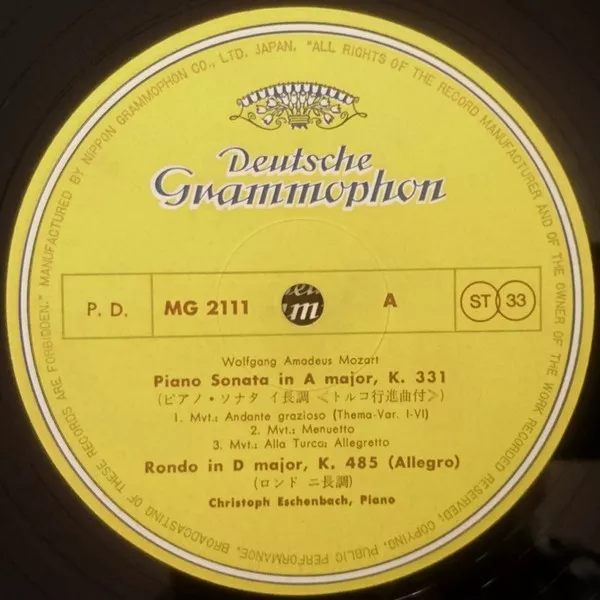 MANUFACTURED BY NIPPON GRAMMOPHON CO., LTD. JAPAN. "ALL RIGHTS OF THE RECORD MANUFACTURER AND OF THE OWNER OF THE WORK RECORDED RESERVED; COPYING, PUBLIC PERFORMANCE, BROADCASTING OF THESE RECORDS ARE FORBIDDEN."
Deutsche
Grammophon
P. D. MG 2111 A ST 33
Wolfgang Amadeus Mozart
Piano Sonata in A major, K. 331
(ピアノ・ソナタ イ長調 <トルコ行進曲付>)
1. Mvt.: Andante grazioso (Thema-Var. I-VI)
2. Mvt.: Menuetto
3. Mvt.: Alla Turca: Allegretto
Rondo in D major, K. 485 (Allegro)
(ロンド ニ長調)
Christoph Eschenbach, Piano